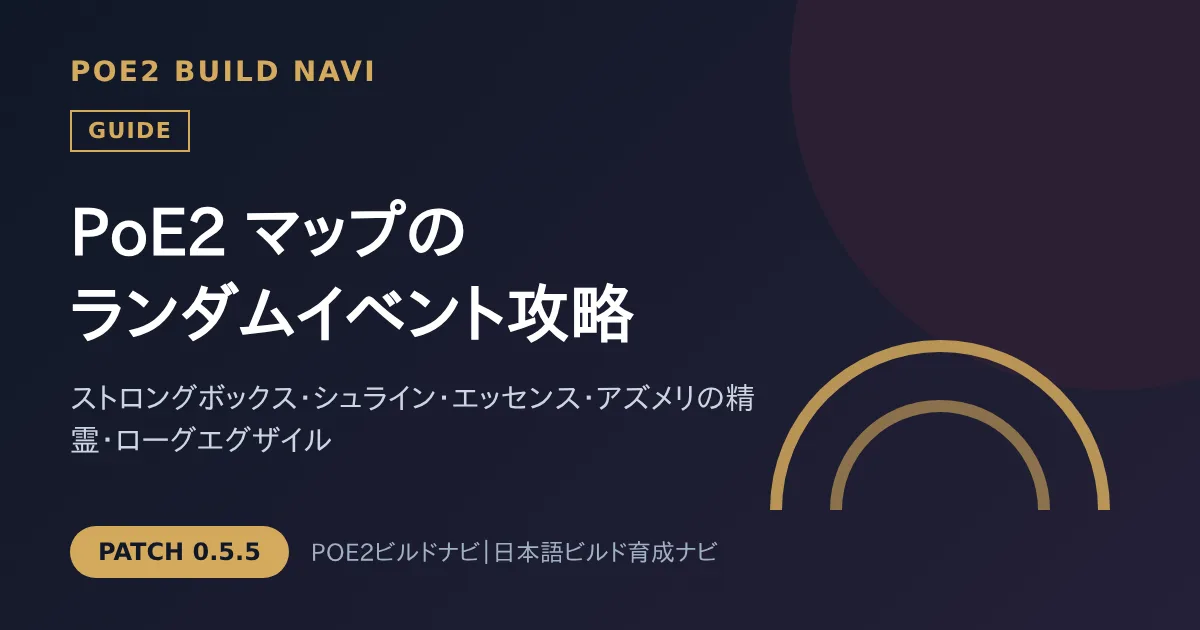 POE2 BUILD NAVI
GUIDE
PoE2 マップの
ランダムイベント攻略
ストロングボックス・シュライン・エッセンス・アズメリの精
霊・ローグエグザイル
PATCH 0.5.5
POE2ビルドナビ|日本語ビルド育成ナビ